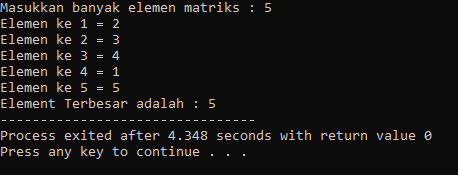 Masukkan banyak elemen matriks : 5
Elemen ke 1 = 2
Elemen ke 2 = 3
Elemen ke 3 = 4
Elemen ke 4 = 1
Elemen ke 5 = 5
Element Terbesar adalah : 5
--------------------------------
Process exited after 4.348 seconds with return value 0
Press any key to continue . . .